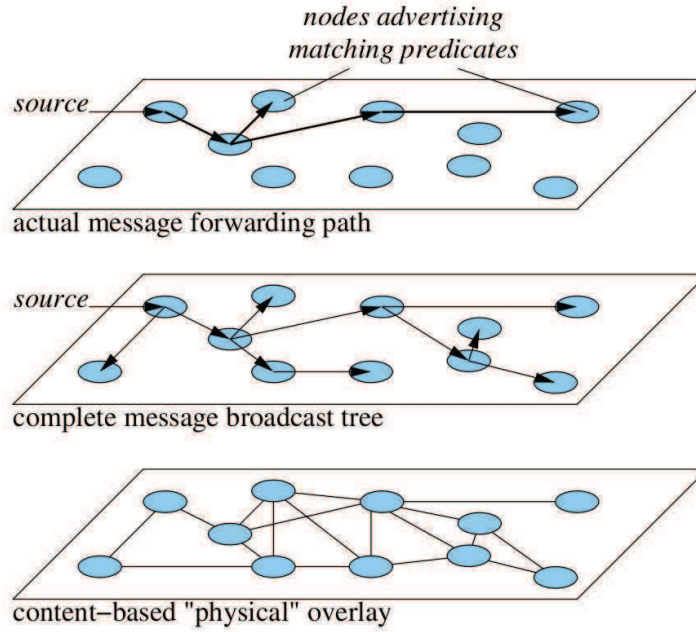 nodes advertising
matching predicates
source
actual message forwarding path
source
complete message broadcast tree
content−based "physical" overlay